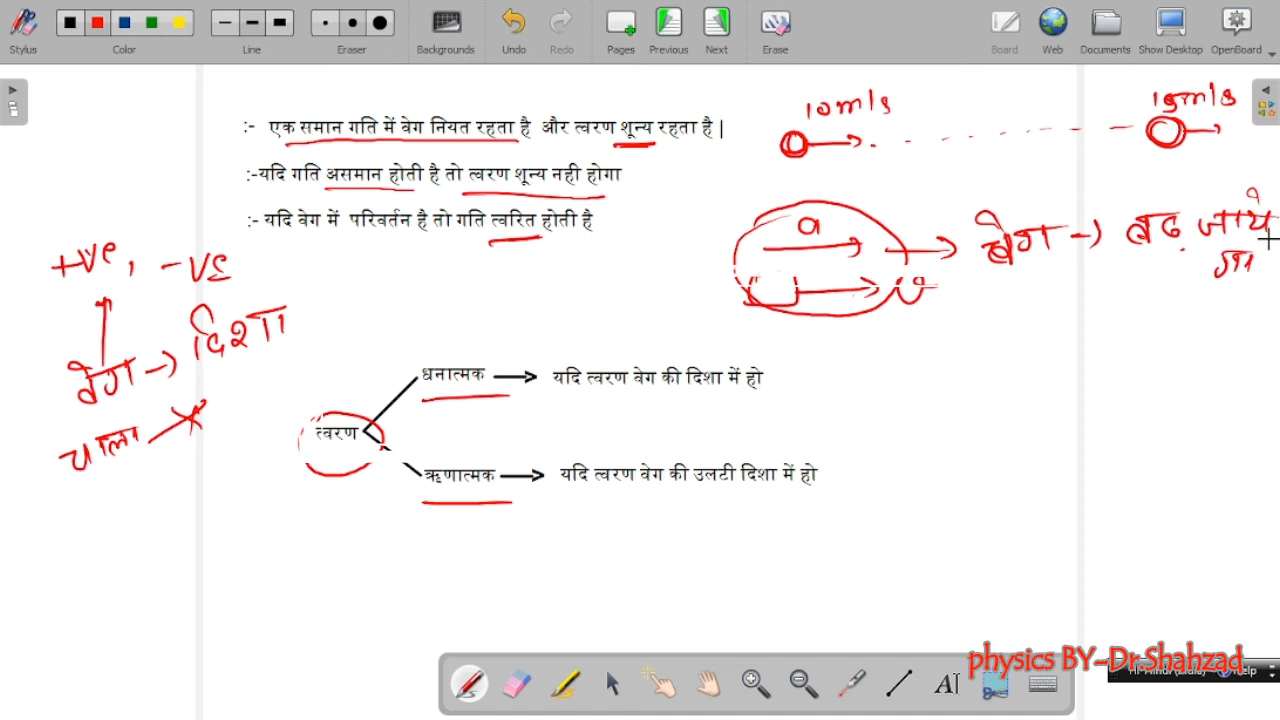 Stylus Color Line Eraser Backgrounds Undo Redo Pages Previous Next Erase Board Web Documents Show Desktop OpenBoard
10m/s
15m/s
:- एक समान गति में वेग नियत रहता है और त्वरण शून्य रहता है |
:-यदि गति असमान होती है तो त्वरण शून्य नही होगा
:- यदि वेग में परिवर्तन है तो गति त्वरित होती है
a
v
वेग → बढ जाये
गा
+ve, -ve
वेग → दिशा
चाल
त्वरण
धनात्मक → यदि त्वरण वेग की दिशा में हो
ऋणात्मक → यदि त्वरण वेग की उलटी दिशा में हो
physics BY-Dr.Shahzad
Help